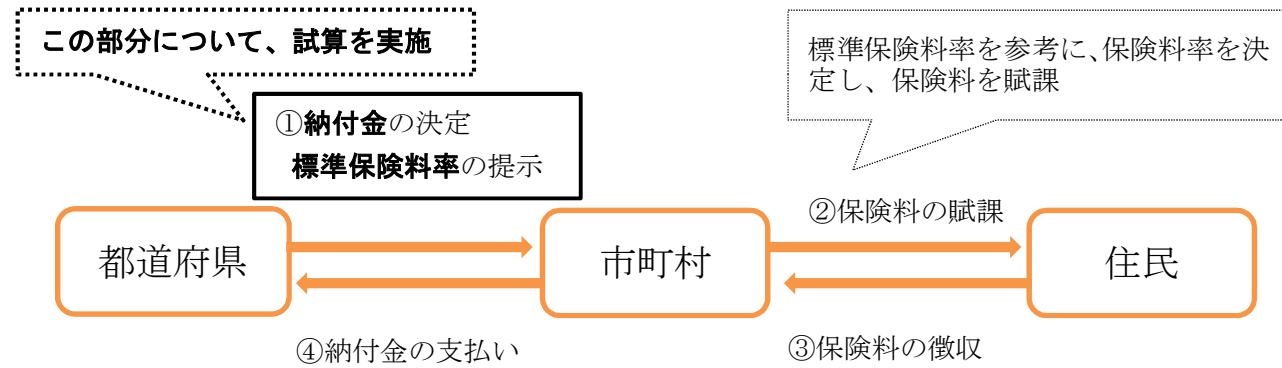 この部分について、試算を実施
標準保険料率を参考に、保険料率を決
定し、保険料を賦課
①納付金の決定
標準保険料率の提示
②保険料の賦課
都道府県
市町村
住民
④納付金の支払い
③保険料の徴収